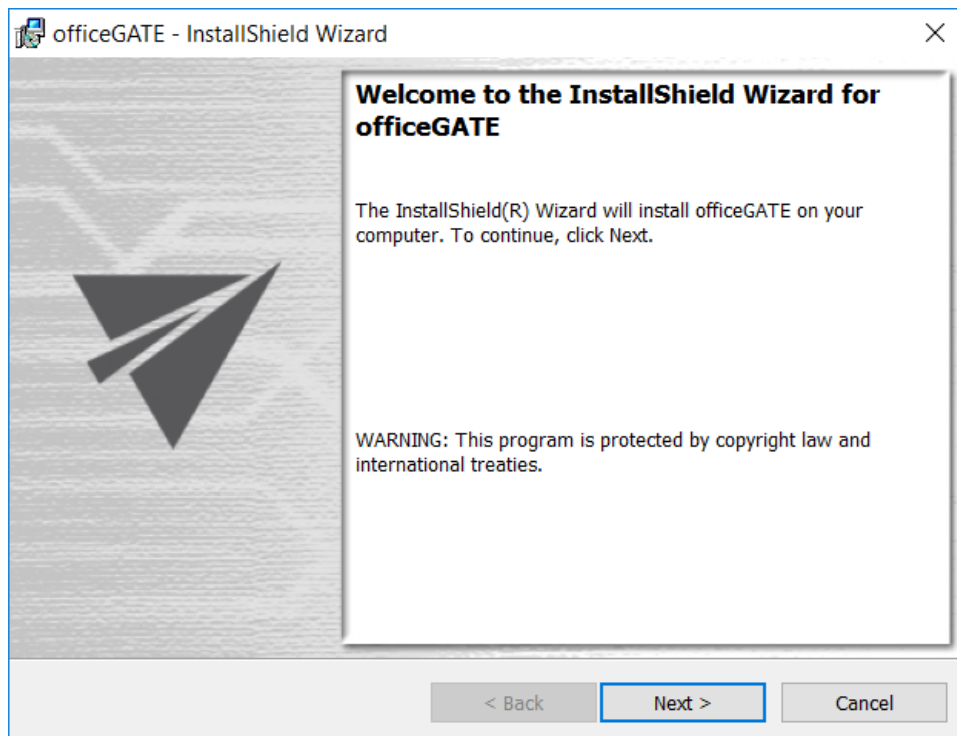 officeGATE - InstallShield Wizard
Welcome to the InstallShield Wizard for
officeGATE
The InstallShield(R) Wizard will install officeGATE on your
computer. To continue, click Next.
WARNING: This program is protected by copyright law and
international treaties.
< Back
Next >
Cancel